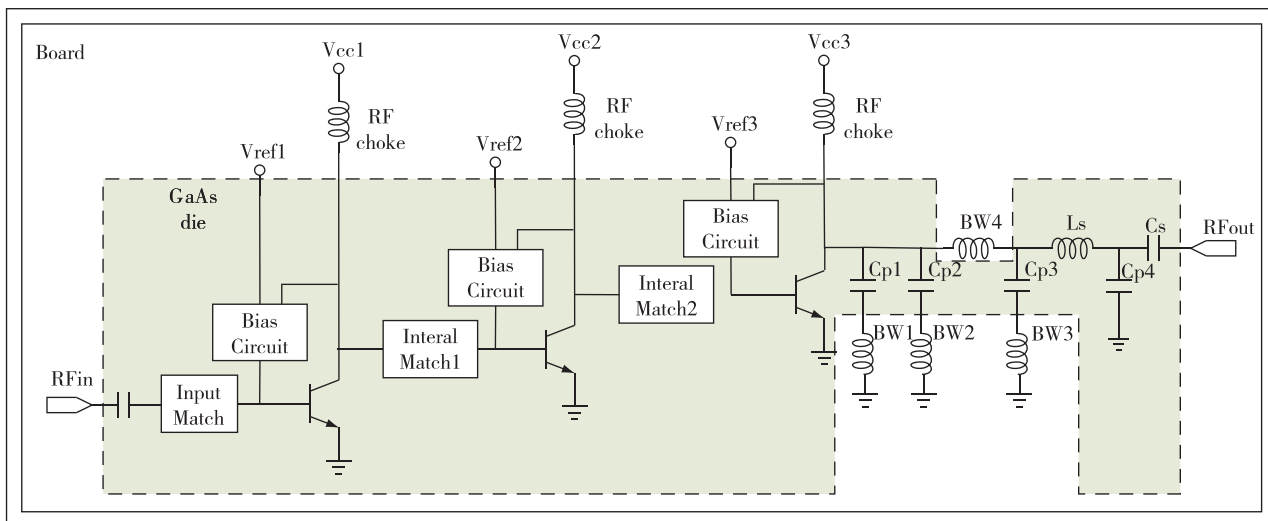 Board
Vcc1
Vcc2
Vcc3
RF
choke
RF
choke
RF
choke
Vref1
Vref2
Vref3
GaAs
die
Bias
Circuit
Bias
Circuit
Bias
Circuit
BW4
Ls
Cs
RFout
Cp1
Cp2
Cp3
Cp4
Interal
Match2
Interal
Match1
BW1
BW2
BW3
RFin
Input
Match